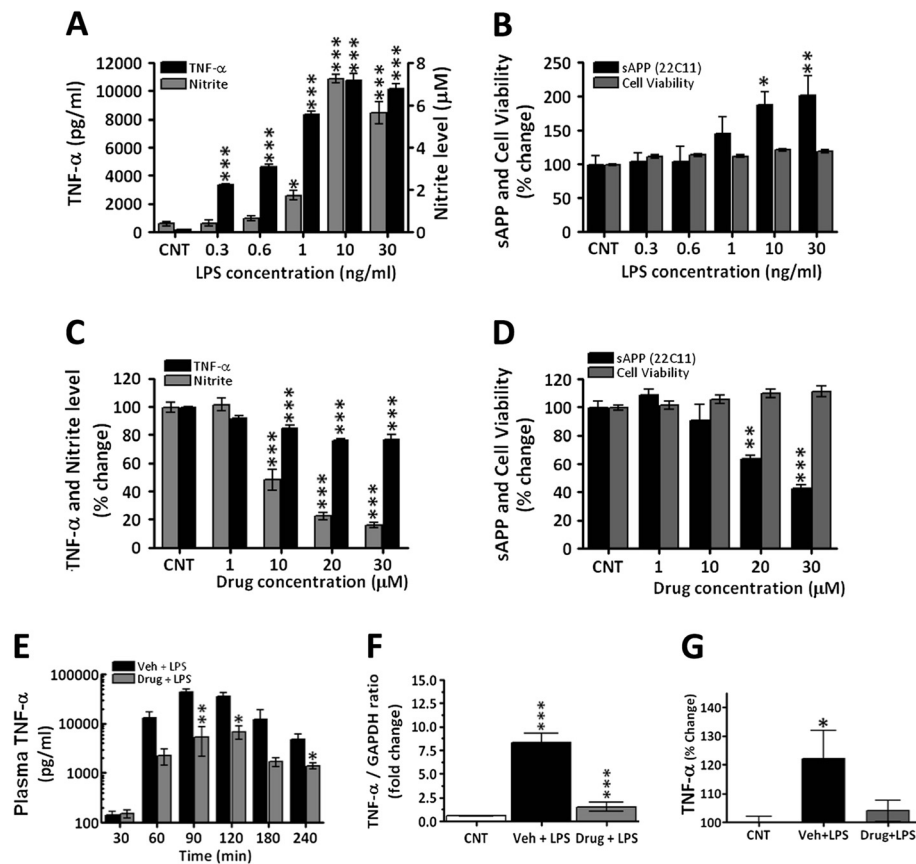 A
TNF-α
Nitrite
TNF-α (pg/ml)
12000
10000
8000
6000
4000
2000
0
8
6
4
2
0
Nitrite level (μM)
*** *** * *** *** *** *** ***
CNT 0.3 0.6 1 10 30
LPS concentration (ng/ml)
B
sAPP (22C11)
Cell Viability
sAPP and Cell Viability
(% change)
250
200
150
100
50
0
* **
CNT 0.3 0.6 1 10 30
LPS concentration (ng/ml)
C
TNF-α
Nitrite
TNF-α and Nitrite level
(% change)
120
100
80
60
40
20
0
*** *** *** *** *** ***
CNT 1 10 20 30
Drug concentration (μM)
D
sAPP (22C11)
Cell Viability
sAPP and Cell Viability
(% change)
120
100
80
60
40
20
0
** ***
CNT 1 10 20 30
Drug concentration (μM)
E
Veh + LPS
Drug + LPS
Plasma TNF-α
(pg/ml)
100000
10000
1000
100
** * *
30 60 90 120 180 240
Time (min)
F
TNF-α / GAPDH ratio
(fold change)
15.0
12.5
10.0
7.5
5.0
2.5
0.0
*** ***
CNT Veh + LPS Drug + LPS
G
TNF-α (% Change)
140
130
120
110
100
*
CNT Veh+LPS Drug+LPS